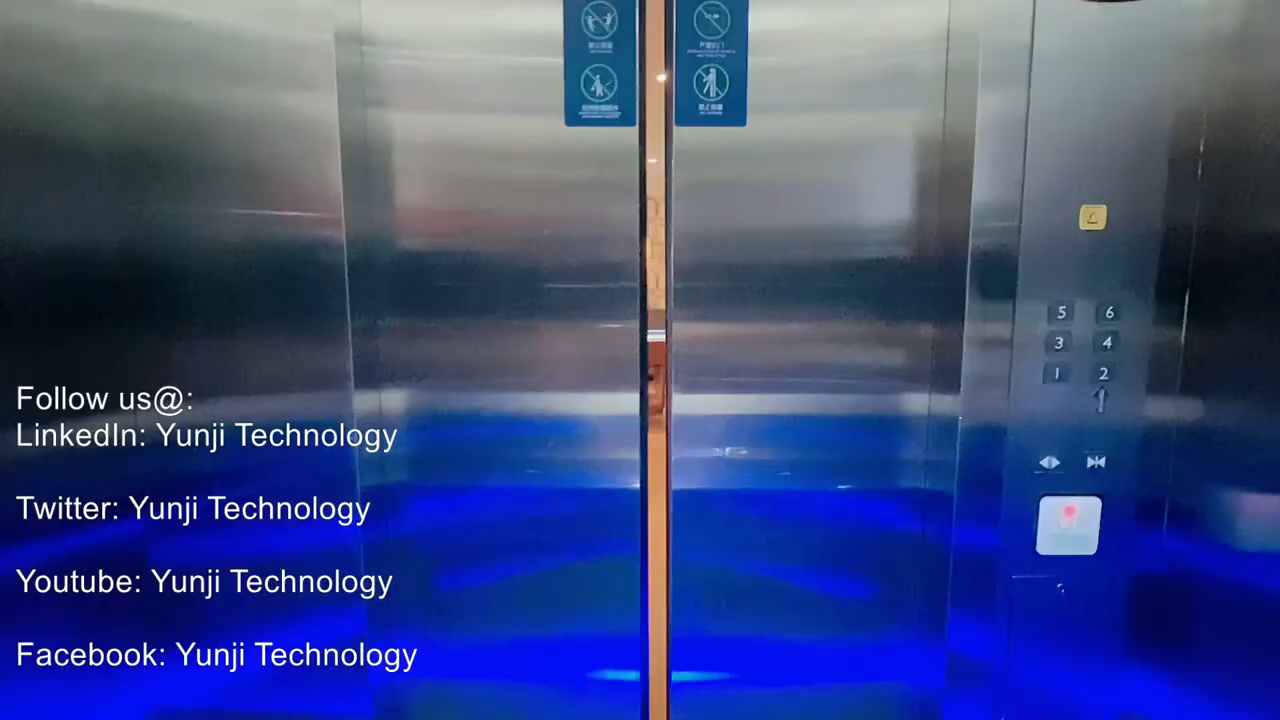 5 6
3 4
1 2
Follow us@:
LinkedIn: Yunji Technology
Twitter: Yunji Technology
Youtube: Yunji Technology
Facebook: Yunji Technology